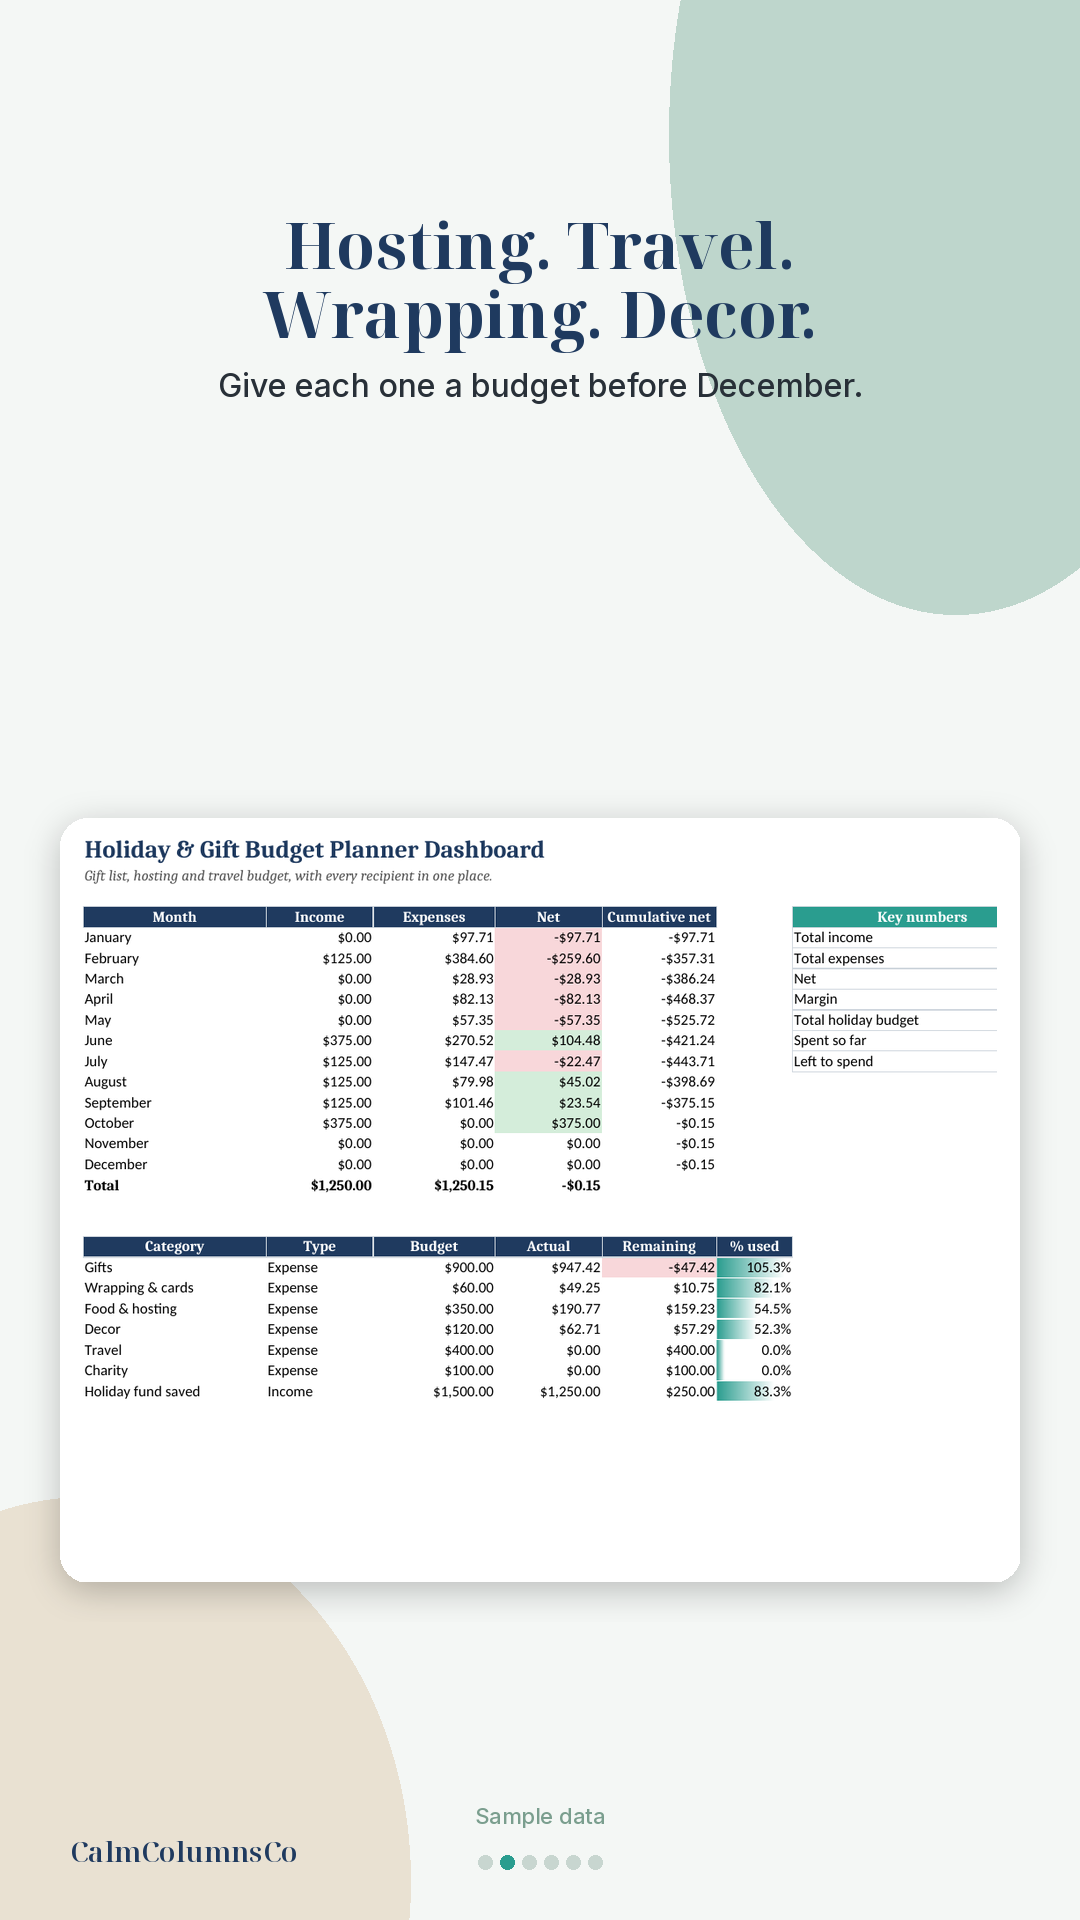 Hosting. Travel.
Wrapping. Decor.
Give each one a budget before December.
Holiday & Gift Budget Planner Dashboard
Gift list, hosting and travel budget, with every recipient in one place.
Month Income Expenses Net Cumulative net Key numbers
January $0.00 $97.71 -$97.71 -$97.71 Total income
February $125.00 $384.60 -$259.60 -$357.31 Total expenses
March $0.00 $28.93 -$28.93 -$386.24 Net
April $0.00 $82.13 -$82.13 -$468.37 Margin
May $0.00 $57.35 -$57.35 -$525.72 Total holiday budget
June $375.00 $270.52 $104.48 -$421.24 Spent so far
July $125.00 $147.47 -$22.47 -$443.71 Left to spend
August $125.00 $79.98 $45.02 -$398.69
September $125.00 $101.46 $23.54 -$375.15
October $375.00 $0.00 $375.00 -$0.15
November $0.00 $0.00 $0.00 -$0.15
December $0.00 $0.00 $0.00 -$0.15
Total $1,250.00 $1,250.15 -$0.15
Category Type Budget Actual Remaining % used
Gifts Expense $900.00 $947.42 -$47.42 105.3%
Wrapping & cards Expense $60.00 $49.25 $10.75 82.1%
Food & hosting Expense $350.00 $190.77 $159.23 54.5%
Decor Expense $120.00 $62.71 $57.29 52.3%
Travel Expense $400.00 $0.00 $400.00 0.0%
Charity Expense $100.00 $0.00 $100.00 0.0%
Holiday fund saved Income $1,500.00 $1,250.00 $250.00 83.3%
Sample data
CalmColumnsCo